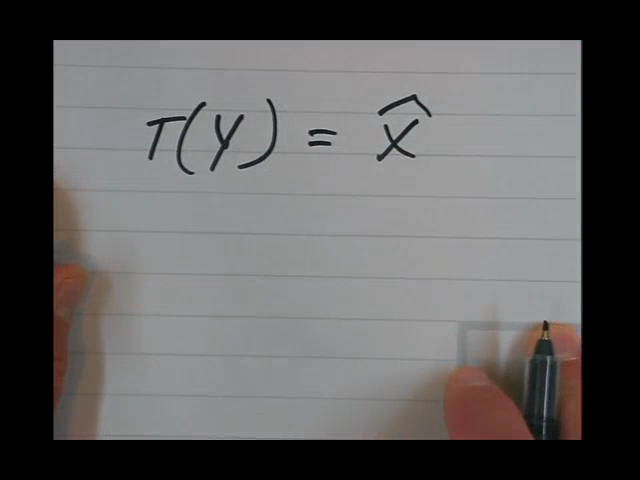 T(Y) = X̂